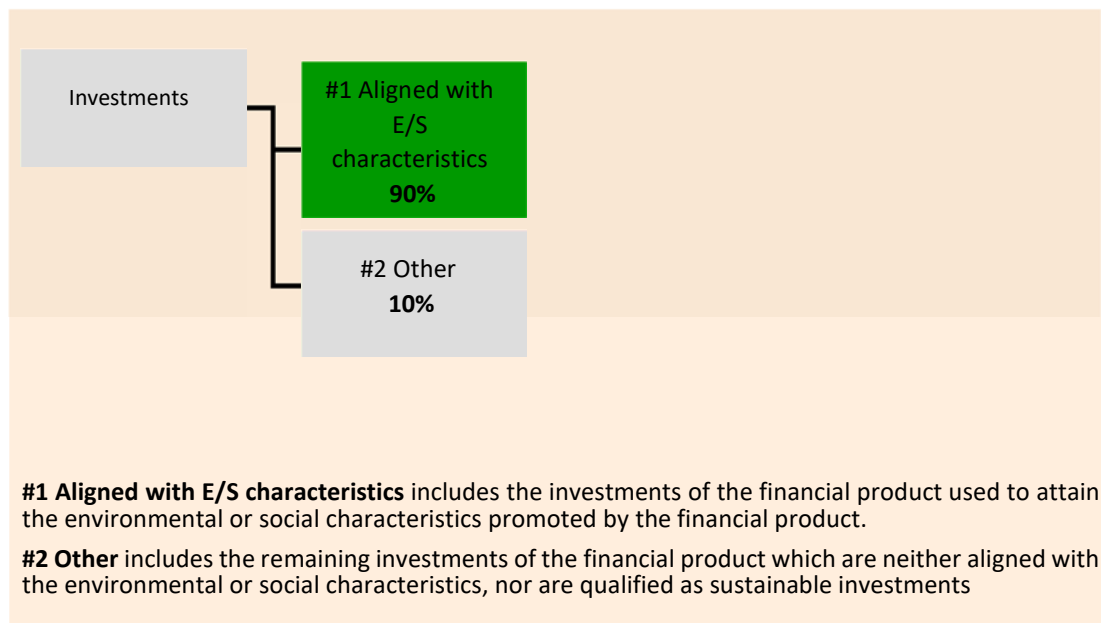 Investments
#1 Aligned with
E/S
characteristics
90%
#2 Other
10%
#1 Aligned with E/S characteristics includes the investments of the financial product used to attain
the environmental or social characteristics promoted by the financial product.
#2 Other includes the remaining investments of the financial product which are neither aligned with
the environmental or social characteristics, nor are qualified as sustainable investments